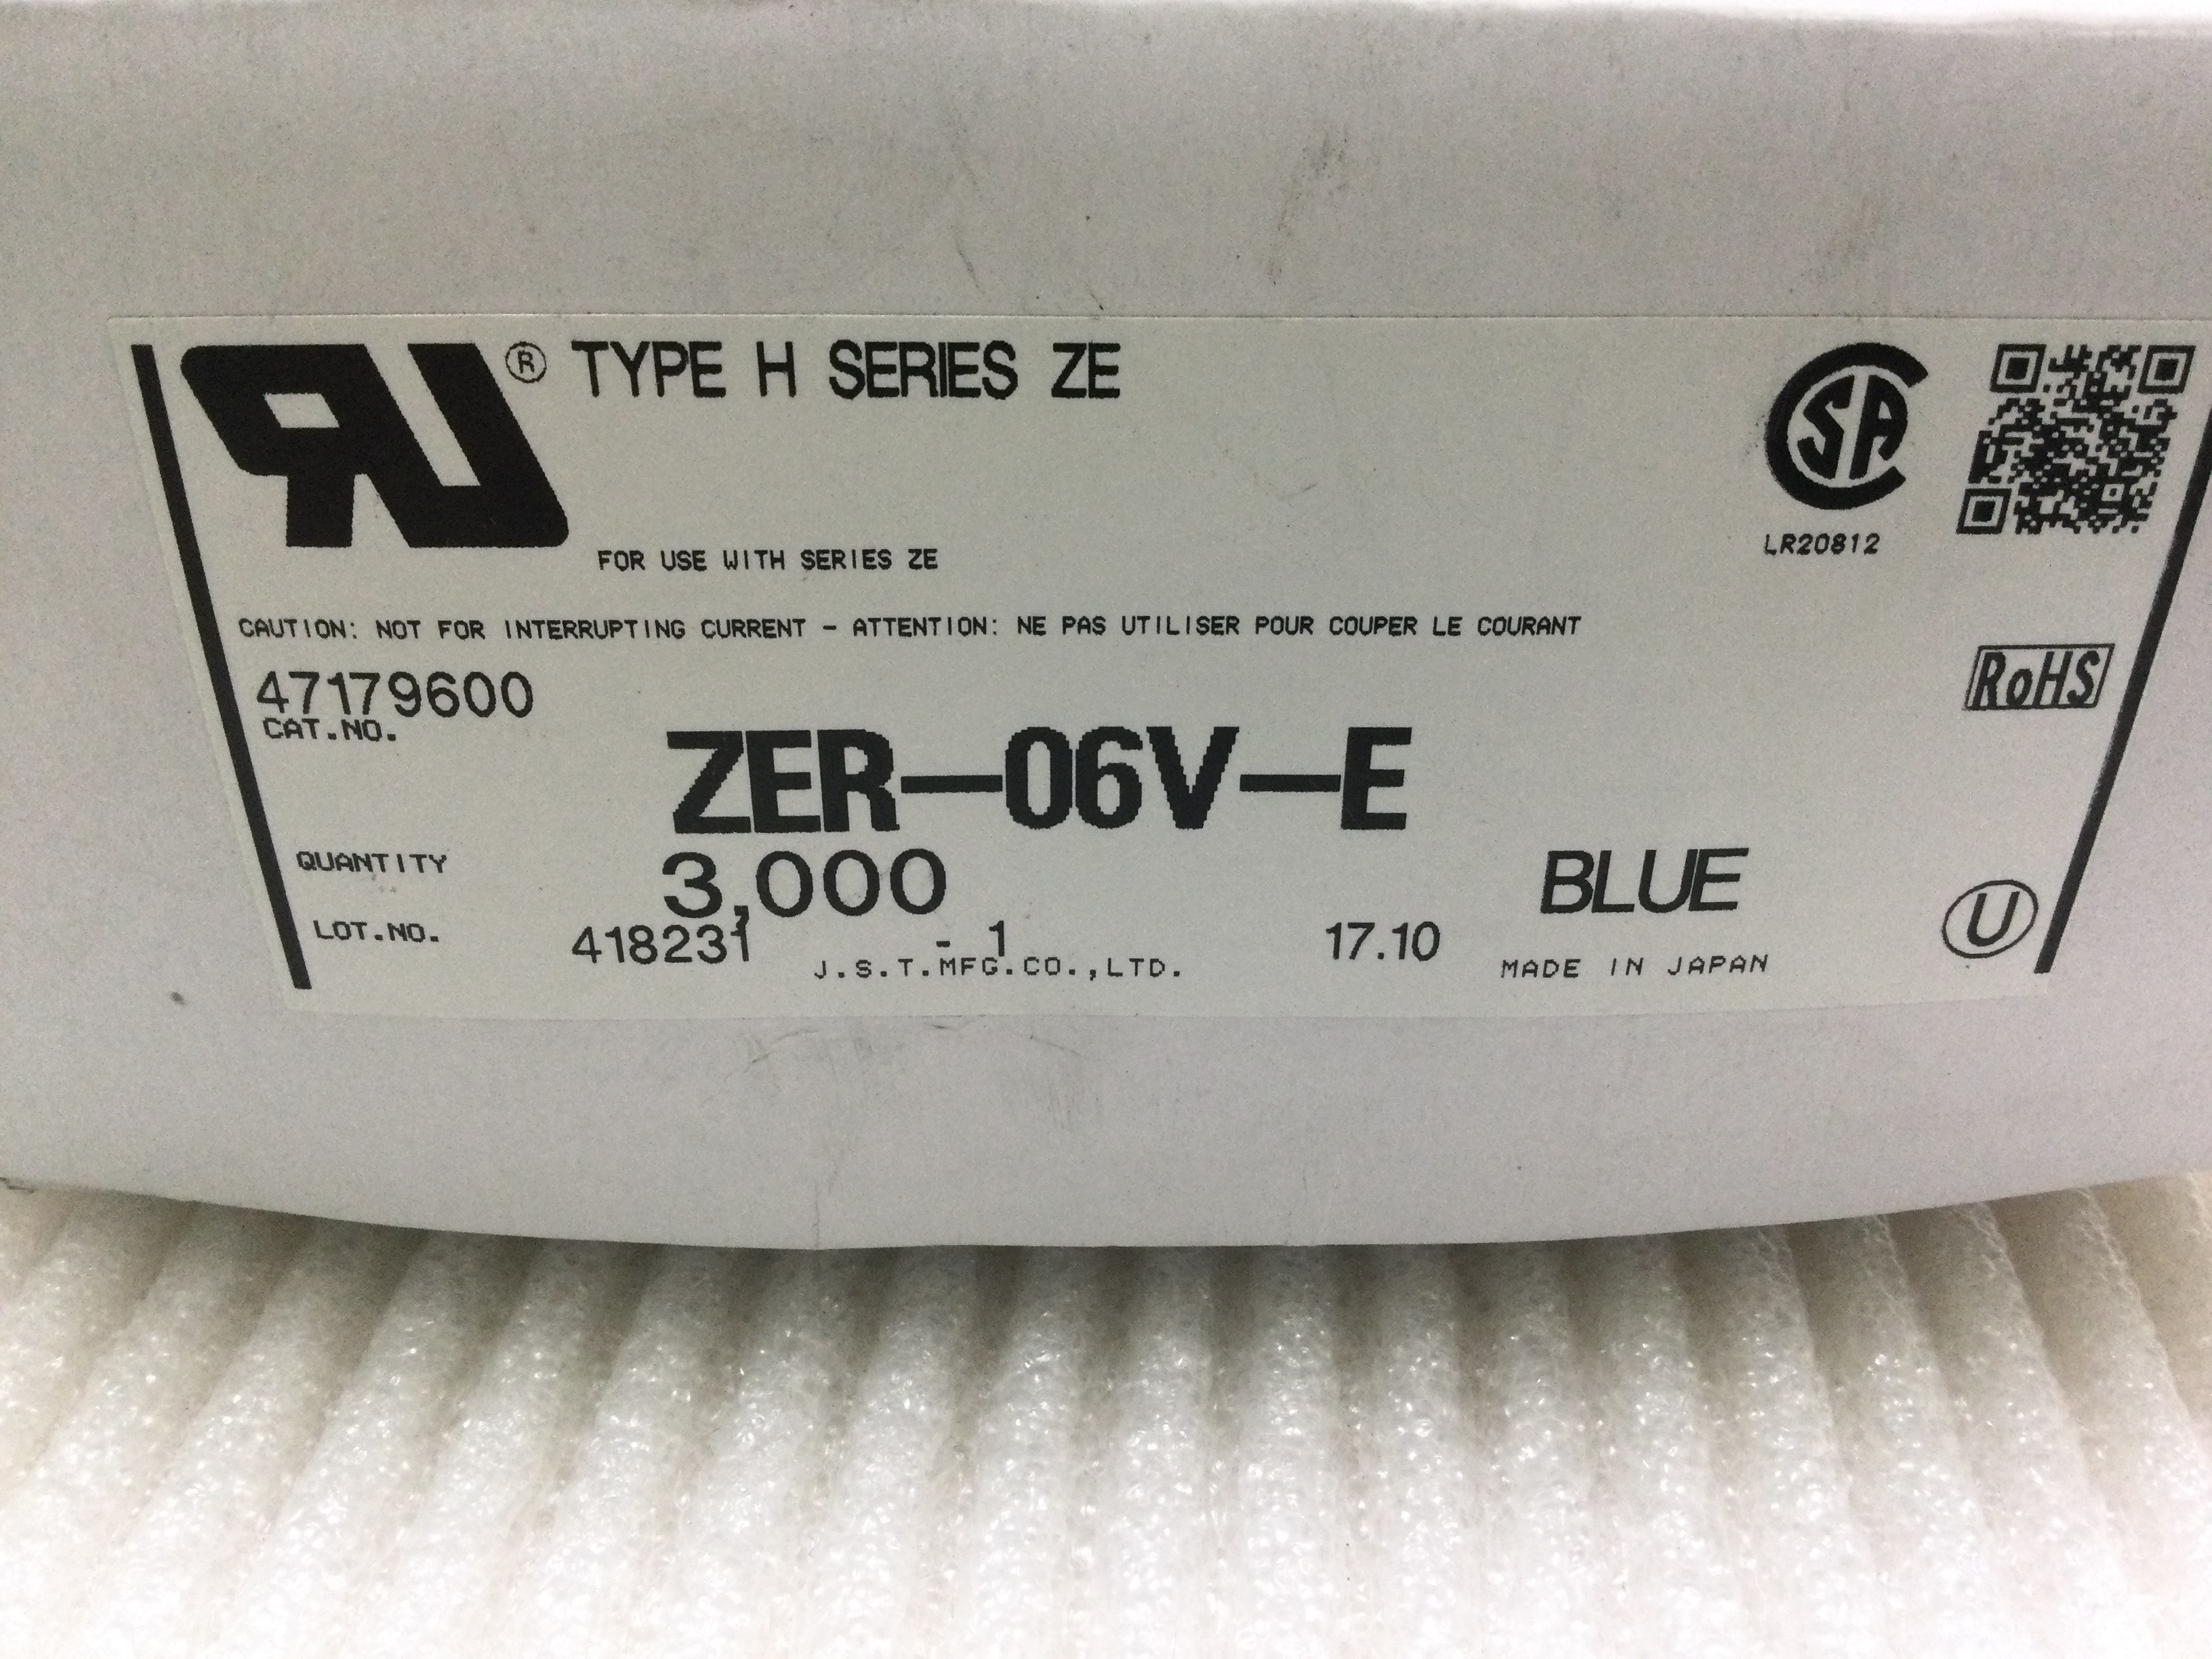 RU® TYPE H SERIES ZE
CSA
LR20812
FOR USE WITH SERIES ZE
CAUTION: NOT FOR INTERRUPTING CURRENT - ATTENTION: NE PAS UTILISER POUR COUPER LE COURANT
47179600
RoHS
CAT.NO.
ZER-06V-E
QUANTITY 3,000 BLUE
U
LOT.NO. 418231 - 1 17.10
J.S.T.MFG.CO.,LTD. MADE IN JAPAN